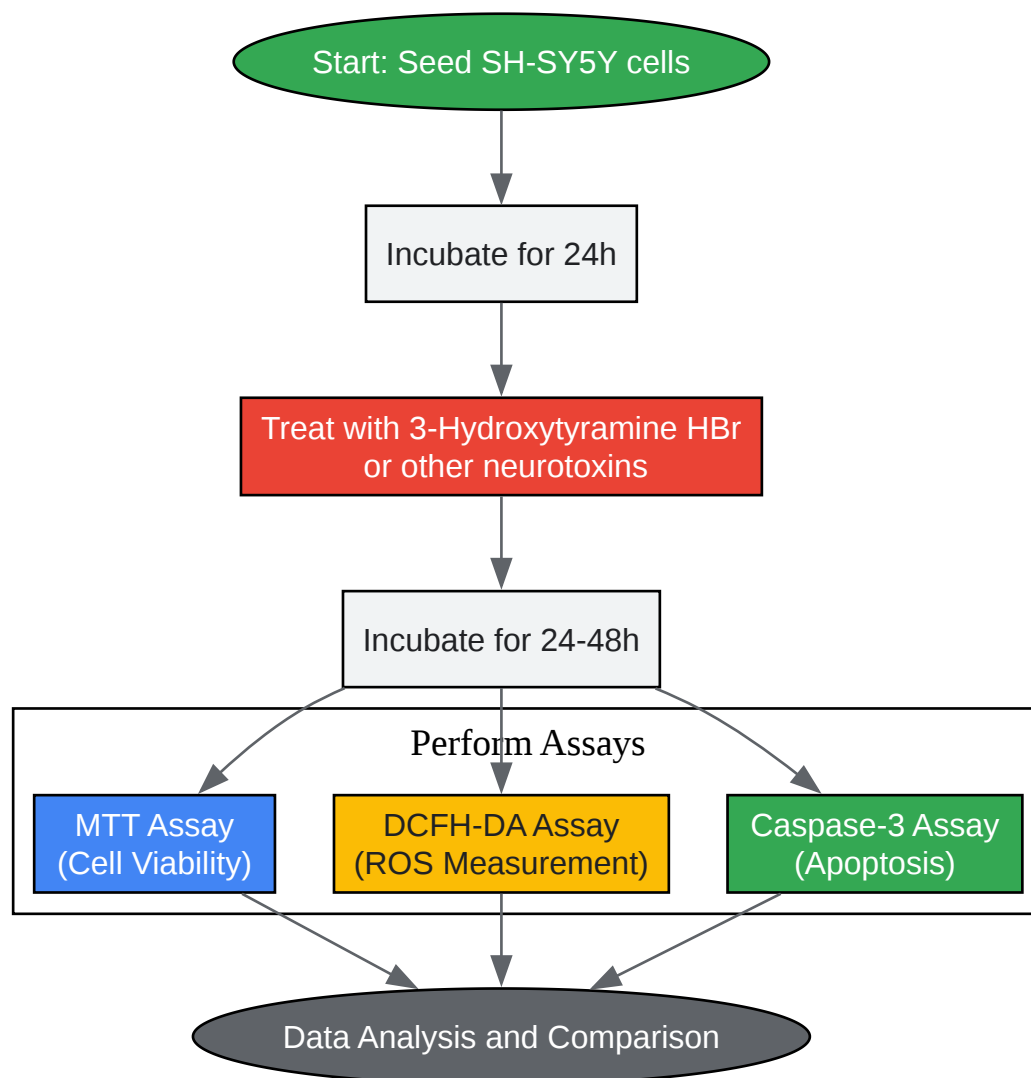 Start: Seed SH-SY5Y cells
Incubate for 24h
Treat with 3-Hydroxytyramine HBr
or other neurotoxins
Incubate for 24-48h
Perform Assays
MTT Assay
(Cell Viability)
DCFH-DA Assay
(ROS Measurement)
Caspase-3 Assay
(Apoptosis)
Data Analysis and Comparison